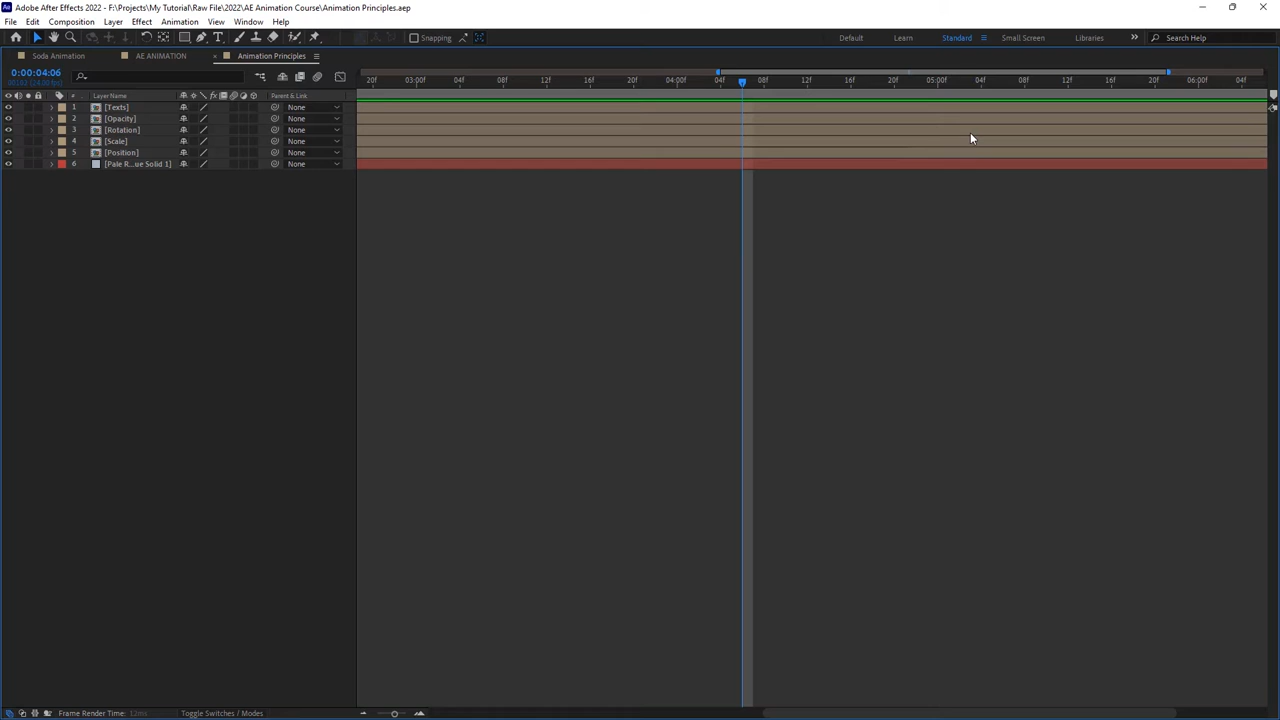 Adobe After Effects 2022 - F:\Projects\My Tutorial\Raw File\2022\AE Animation Course\Animation Principles.aep
File Edit Composition Layer Effect Animation View Window Help
Snapping Default Learn Standard Small Screen Libraries Search Help
Soda Animation AE ANIMATION Animation Principles
0:00:04:06
20f 03:00f 04f 08f 12f 16f 20f 04:00f 04f 08f 12f 16f 20f 05:00f 04f 08f 12f 16f 20f 06:00f 04f
# Layer Name fx Parent & Link
1 [Texts] None
2 [Opacity] None
3 [Rotation] None
4 [Scale] None
5 [Position] None
6 [Pale R...ue Solid 1] None
Frame Render Time: 12ms Toggle Switches / Modes